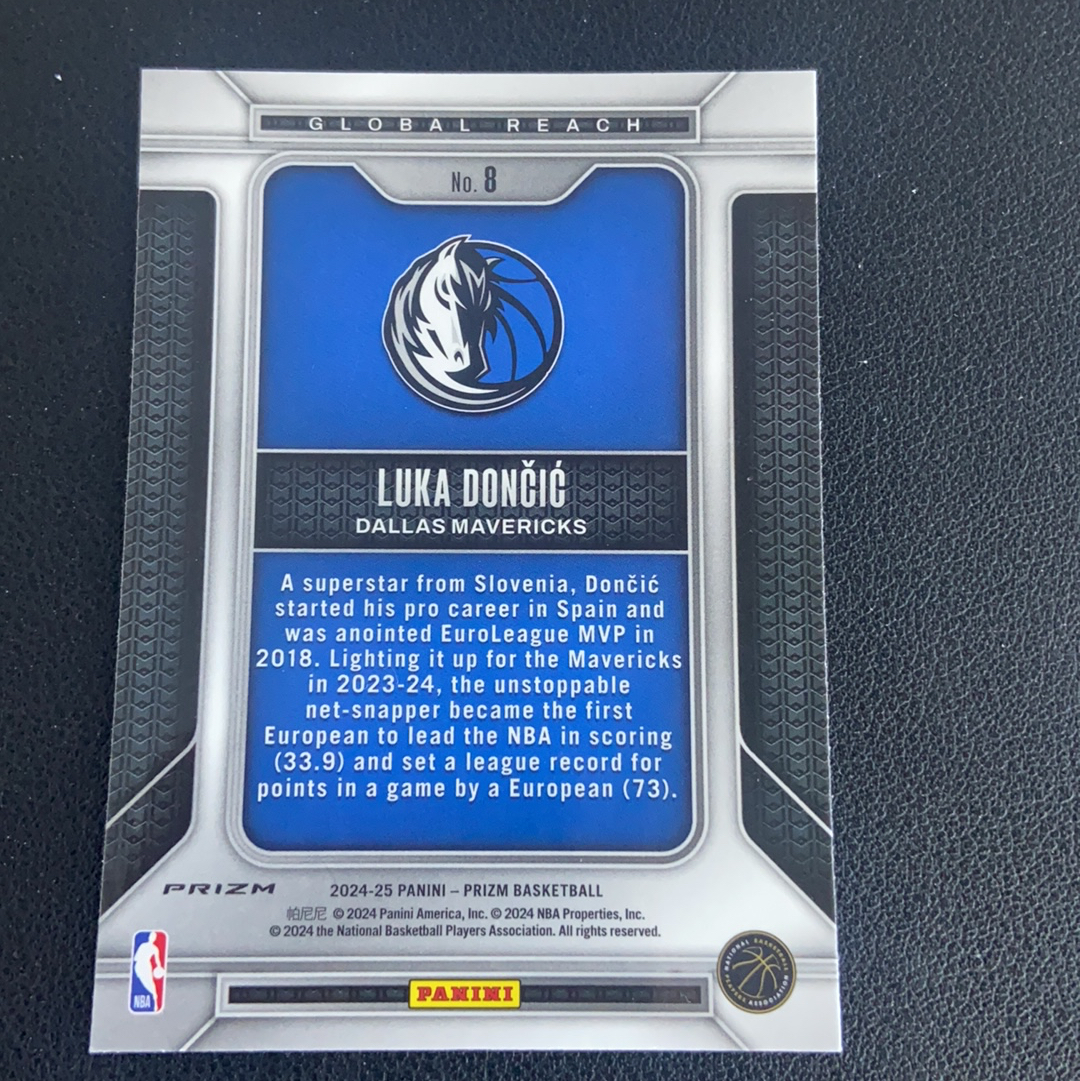 GLOBAL REACH
No. 8
LUKA DONČIĆ
DALLAS MAVERICKS
A superstar from Slovenia, Dončić
started his pro career in Spain and
was anointed EuroLeague MVP in
2018. Lighting it up for the Mavericks
in 2023-24, the unstoppable
net-snapper became the first
European to lead the NBA in scoring
(33.9) and set a league record for
points in a game by a European (73).
PRIZM
2024-25 PANINI – PRIZM BASKETBALL
帕尼尼 © 2024 Panini America, Inc. © 2024 NBA Properties, Inc.
© 2024 the National Basketball Players Association. All rights reserved.
NBA
PANINI
NATIONAL BASKETBALL
PLAYERS ASSOCIATION